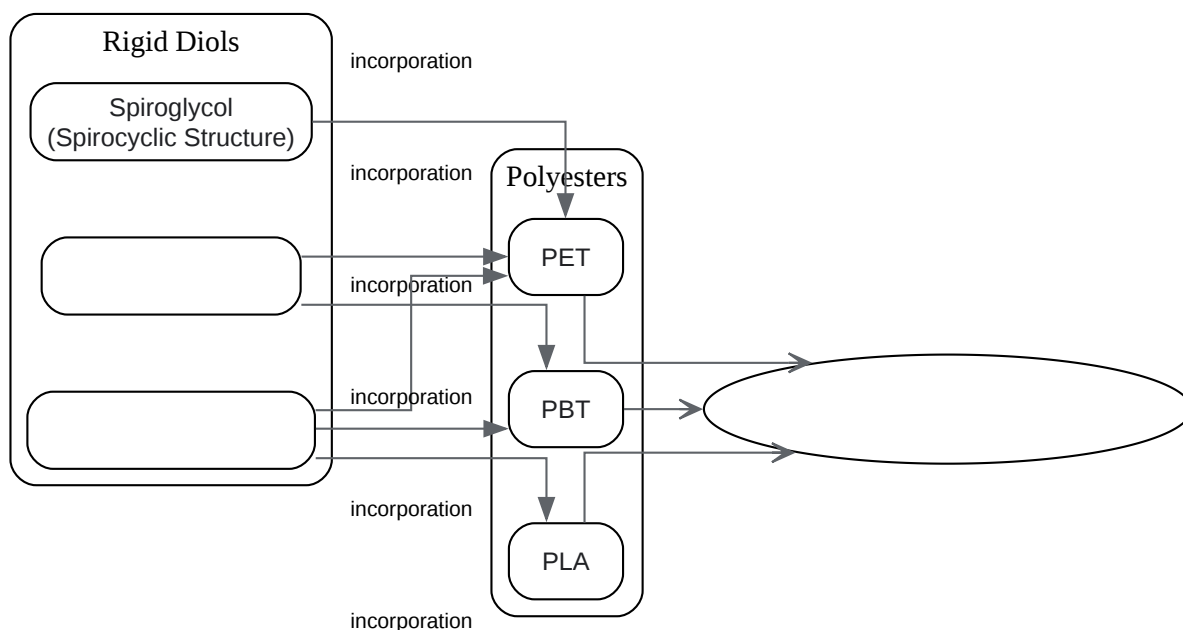 Rigid Diols
incorporation
Spiroglycol
(Spirocyclic Structure)
incorporation
Polyesters
PET
incorporation
incorporation
PBT
incorporation
PLA
incorporation